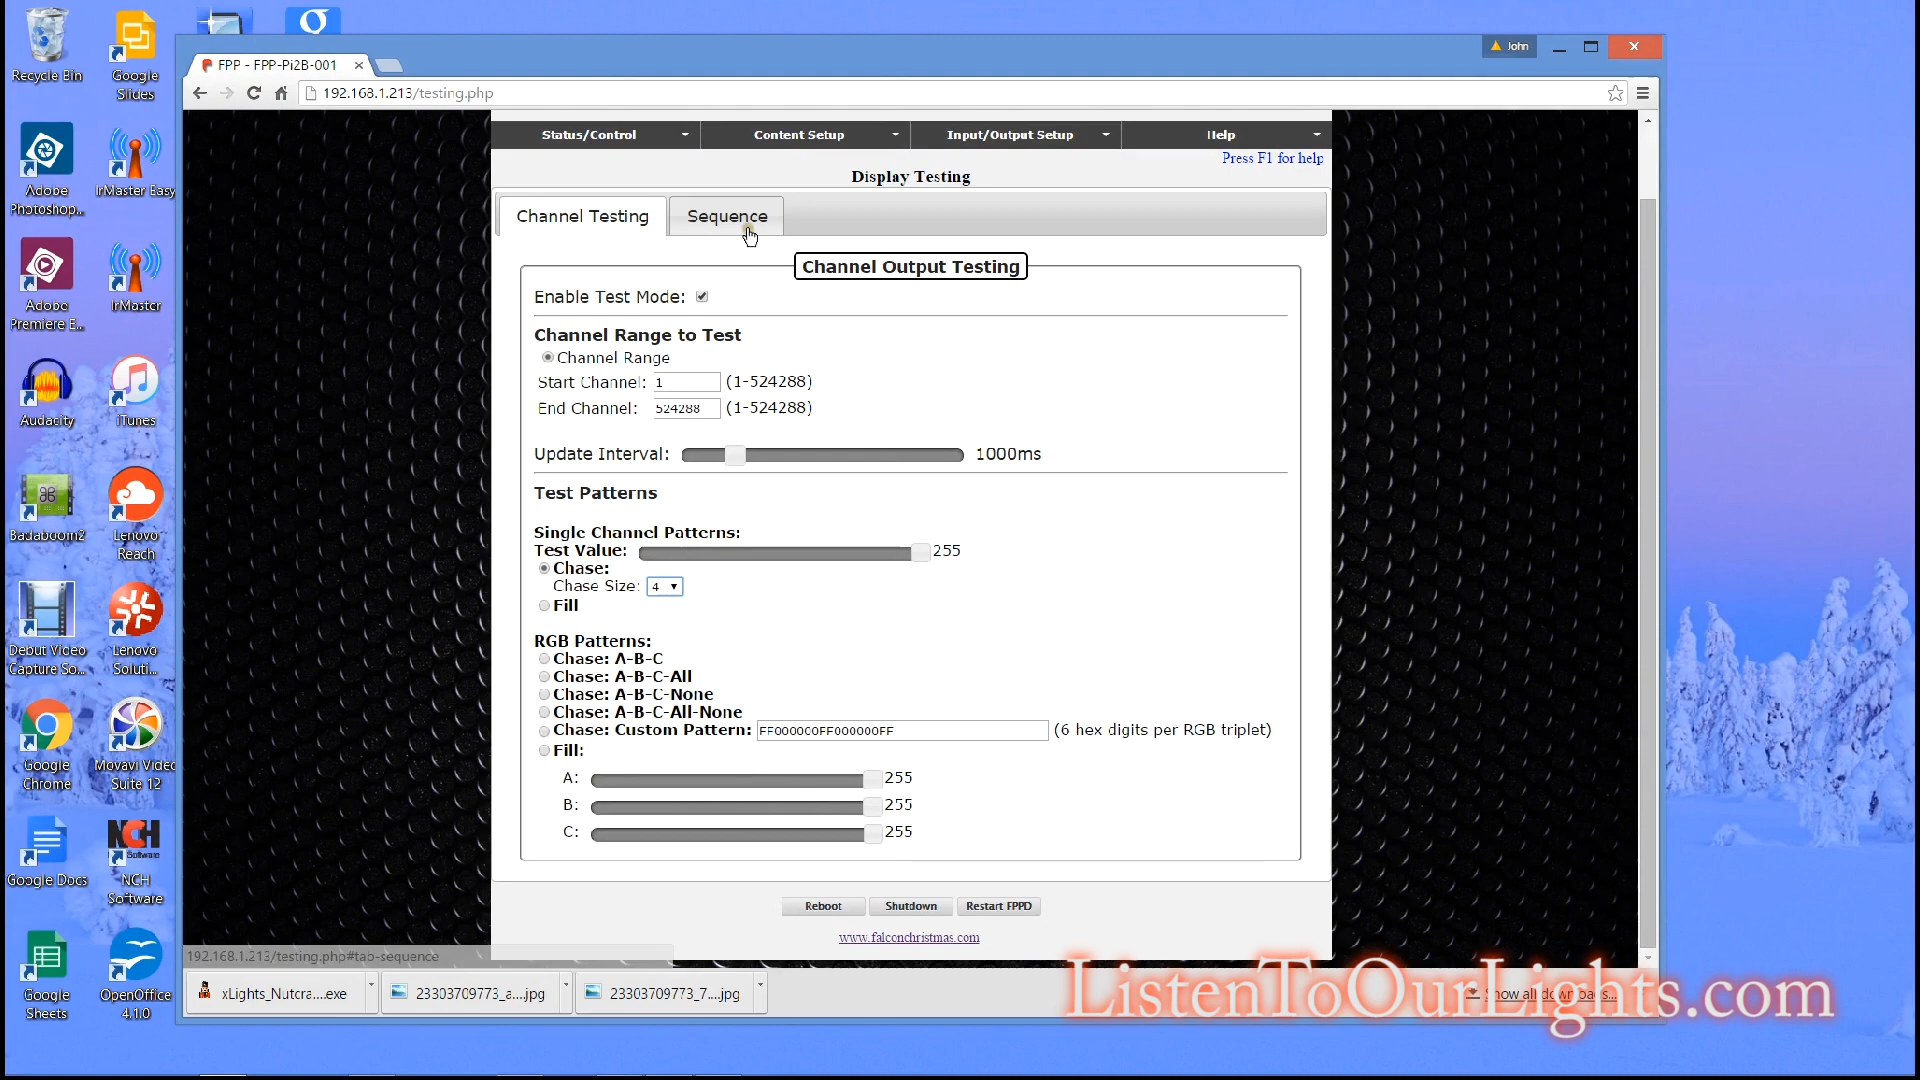 John
FPP - FPP-Pi2B-001
192.168.1.213/testing.php
Recycle Bin
Google Slides
Adobe Photoshop...
IrMaster Easy
Adobe Premiere E...
IrMaster
Audacity
iTunes
Badaboom2
Lenovo Reach
Debut Video Capture So...
Lenovo Soluti...
Google Chrome
Movavi Video Suite 12
Google Docs
NCH Software
NCH
Software
Google Sheets
OpenOffice 4.1.0
Status/Control
Content Setup
Input/Output Setup
Help
Press F1 for help
Display Testing
Channel Testing
Sequence
Channel Output Testing
Enable Test Mode:
Channel Range to Test
Channel Range
Start Channel: 1 (1-524288)
End Channel: 524288 (1-524288)
Update Interval: 1000ms
Test Patterns
Single Channel Patterns:
Test Value: 255
Chase:
Chase Size: 4
Fill
RGB Patterns:
Chase: A-B-C
Chase: A-B-C-All
Chase: A-B-C-None
Chase: A-B-C-All-None
Chase: Custom Pattern: FF000000FF000000FF (6 hex digits per RGB triplet)
Fill:
A: 255
B: 255
C: 255
Reboot
Shutdown
Restart FPPD
www.falconchristmas.com
192.168.1.213/testing.php#tab-sequence
xLights_Nutcra....exe
23303709773_a....jpg
23303709773_7....jpg
Show all downloads...
ListenToOurLights.com